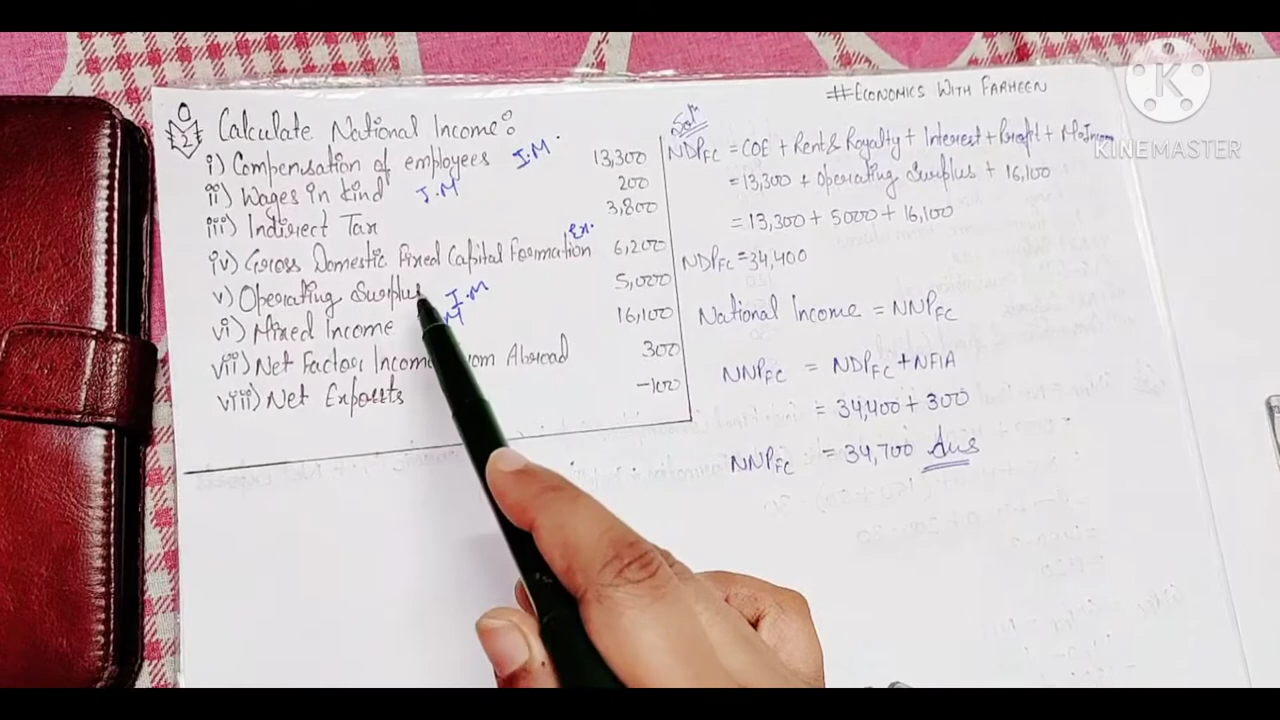 #ECONOMICS WITH FARHEEN
K
KINEMASTER
Q2 Calculate National Income:
i) Compensation of employees I.M. 13,300
ii) Wages in kind I.M 200
iii) Indirect Tax 3,800
iv) Gross Domestic Fixed Capital Formation Ex. 6,200
v) Operating Surplus I.M 5,000
vi) Mixed Income M 16,100
vii) Net Factor Income from Abroad 300
viii) Net Exports -100
Soln
NDPFC = COE + Rent & Royalty + Interest + Profit + M.Income
= 13,300 + Operating Surplus + 16,100
= 13,300 + 5000 + 16,100
NDPFC = 34,400
National Income = NNPFC
NNPFC = NDPFC + NFIA
= 34,400 + 300
NNPFC = 34,700 Ans